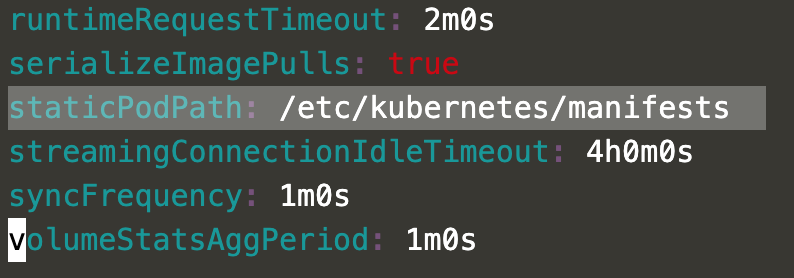 runtimeRequestTimeout: 2m0s
serializeImagePulls: true
staticPodPath: /etc/kubernetes/manifests
streamingConnectionIdleTimeout: 4h0m0s
syncFrequency: 1m0s
volumeStatsAggPeriod: 1m0s